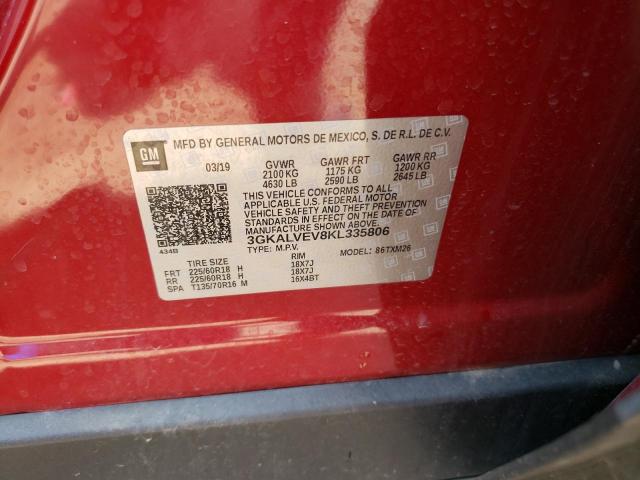 GM
MFD BY GENERAL MOTORS DE MEXICO, S. DE R.L. DE C.V.
03/19 GVWR GAWR FRT GAWR RR
2100 KG 1175 KG 1200 KG
4630 LB 2590 LB 2645 LB
THIS VEHICLE CONFORMS TO ALL
APPLICABLE U.S. FEDERAL MOTOR
VEHICLE SAFETY AND THEFT PREVENTION
STANDARDS IN EFFECT ON THE DATE OF
MANUFACTURE SHOWN ABOVE.
3GKALVEV8KL335806
434B TYPE: M.P.V. MODEL: 86TXM26
TIRE SIZE RIM
FRT 225/60R18 H 18X7J
RR 225/60R18 H 18X7J
SPA T135/70R16 M 16X4BT